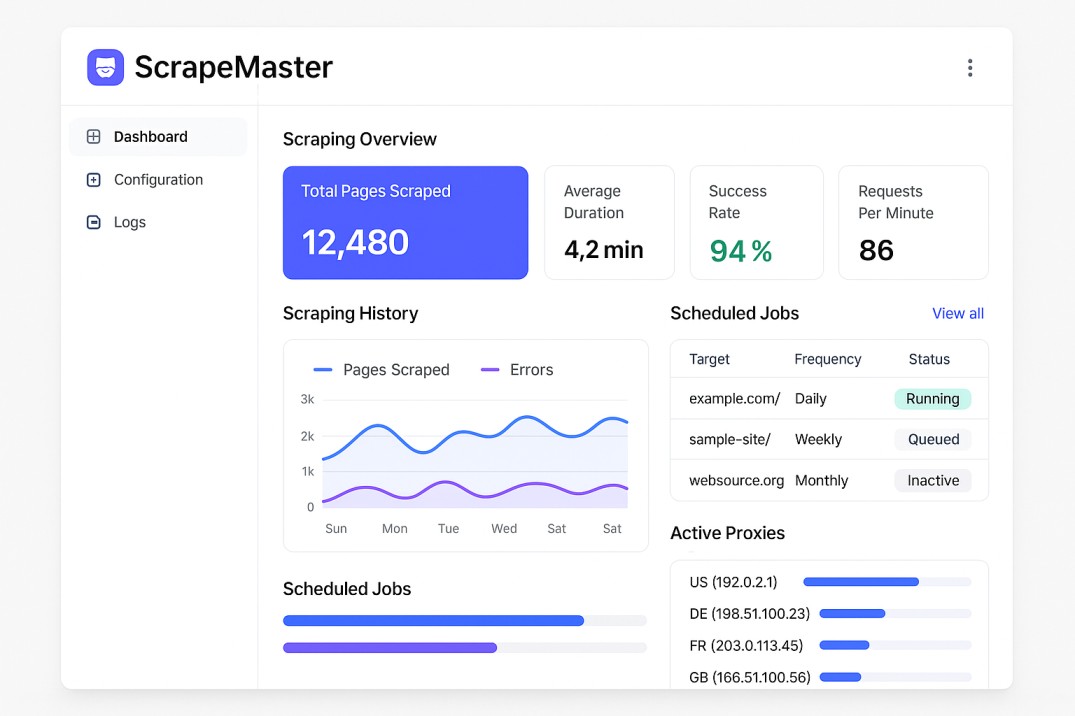 ScrapeMaster
Dashboard
Configuration
Logs
Scraping Overview
Total Pages Scraped
12,480
Average
Duration
4,2 min
Success
Rate
94 %
Requests
Per Minute
86
Scraping History
Pages Scraped
Errors
3k
2k
1k
0
Sun Mon Tue Wed Sat Sat
Scheduled Jobs
Scheduled Jobs
View all
Target Frequency Status
example.com/ Daily Running
sample-site/ Weekly Queued
websource.org Monthly Inactive
Active Proxies
US (192.0.2.1)
DE (198.51.100.23)
FR (203.0.113.45)
GB (166.51.100.56)